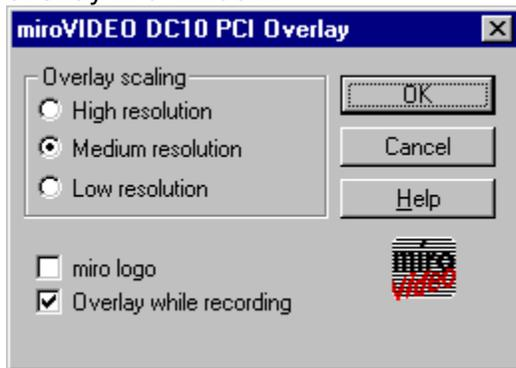 miroVIDEO DC10 PCI Overlay
Overlay scaling
High resolution
Medium resolution
Low resolution
OK
Cancel
Help
miro logo
Overlay while recording
miro
VIDEO